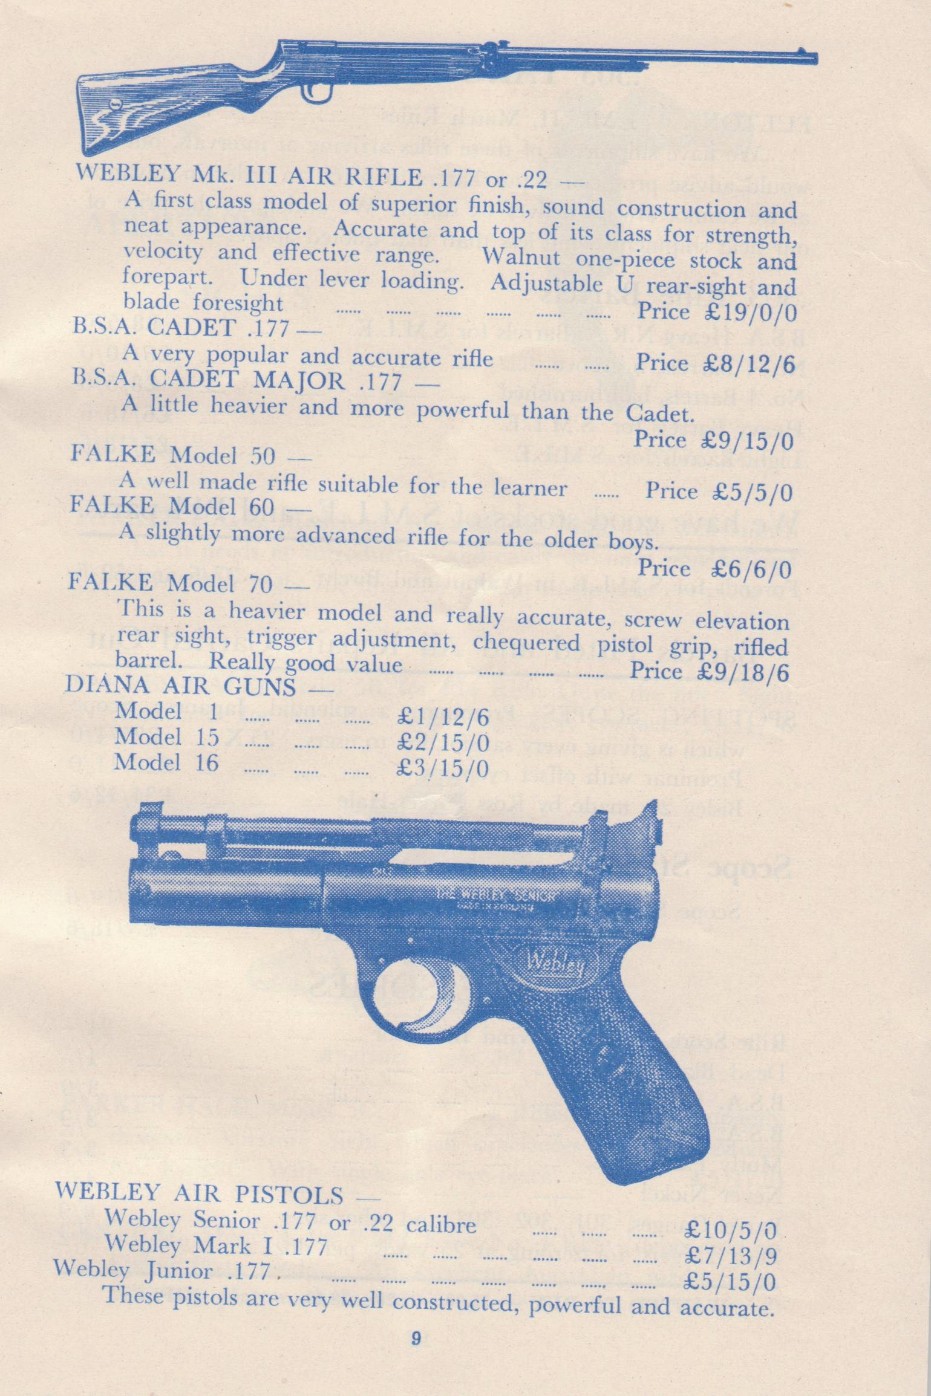 WEBLEY Mk. III AIR RIFLE .177 or .22 —
A first class model of superior finish, sound construction and
neat appearance. Accurate and top of its class for strength,
velocity and effective range. Walnut one-piece stock and
forepart. Under lever loading. Adjustable U rear-sight and
blade foresight ...... ...... ...... ...... ...... ...... Price £19/0/0
B.S.A. CADET .177 —
A very popular and accurate rifle ...... ...... Price £8/12/6
B.S.A. CADET MAJOR .177 —
A little heavier and more powerful than the Cadet.
Price £9/15/0
FALKE Model 50 —
A well made rifle suitable for the learner ...... Price £5/5/0
FALKE Model 60 —
A slightly more advanced rifle for the older boys.
Price £6/6/0
FALKE Model 70 —
This is a heavier model and really accurate, screw elevation
rear sight, trigger adjustment, chequered pistol grip, rifled
barrel. Really good value ...... ...... ...... ...... Price £9/18/6
DIANA AIR GUNS —
Model 1 ...... ...... ...... £1/12/6
Model 15 ...... ...... ...... £2/15/0
Model 16 ...... ...... ...... £3/15/0
THE WEBLEY SENIOR
MADE IN ENGLAND
Webley
WEBLEY AIR PISTOLS —
Webley Senior .177 or .22 calibre ...... ...... ...... £10/5/0
Webley Mark I .177 ...... ...... ...... ...... ...... ...... £7/13/9
Webley Junior .177. ...... ...... ...... ...... ...... ...... ...... £5/15/0
These pistols are very well constructed, powerful and accurate.
9